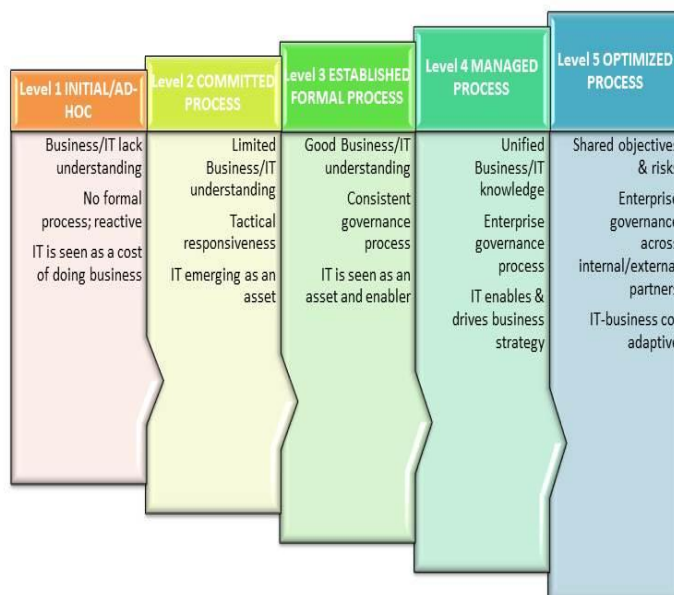 Level 1 INITIAL/AD-
HOC
Business/IT lack
understanding
No formal
process; reactive
IT is seen as a cost
of doing business
Level 2 COMMITTED
PROCESS
Limited
Business/IT
understanding
Tactical
responsiveness
IT emerging as an
asset
Level 3 ESTABLISHED
FORMAL PROCESS
Good Business/IT
understanding
Consistent
governance
process
IT is seen as an
asset and enabler
Level 4 MANAGED
PROCESS
Unified
Business/IT
knowledge
Enterprise
governance
process
IT enables &
drives business
strategy
Level 5 OPTIMIZED
PROCESS
Shared objectives
& risks
Enterprise
governance
across
internal/external
partners
IT-business co-
adaptive